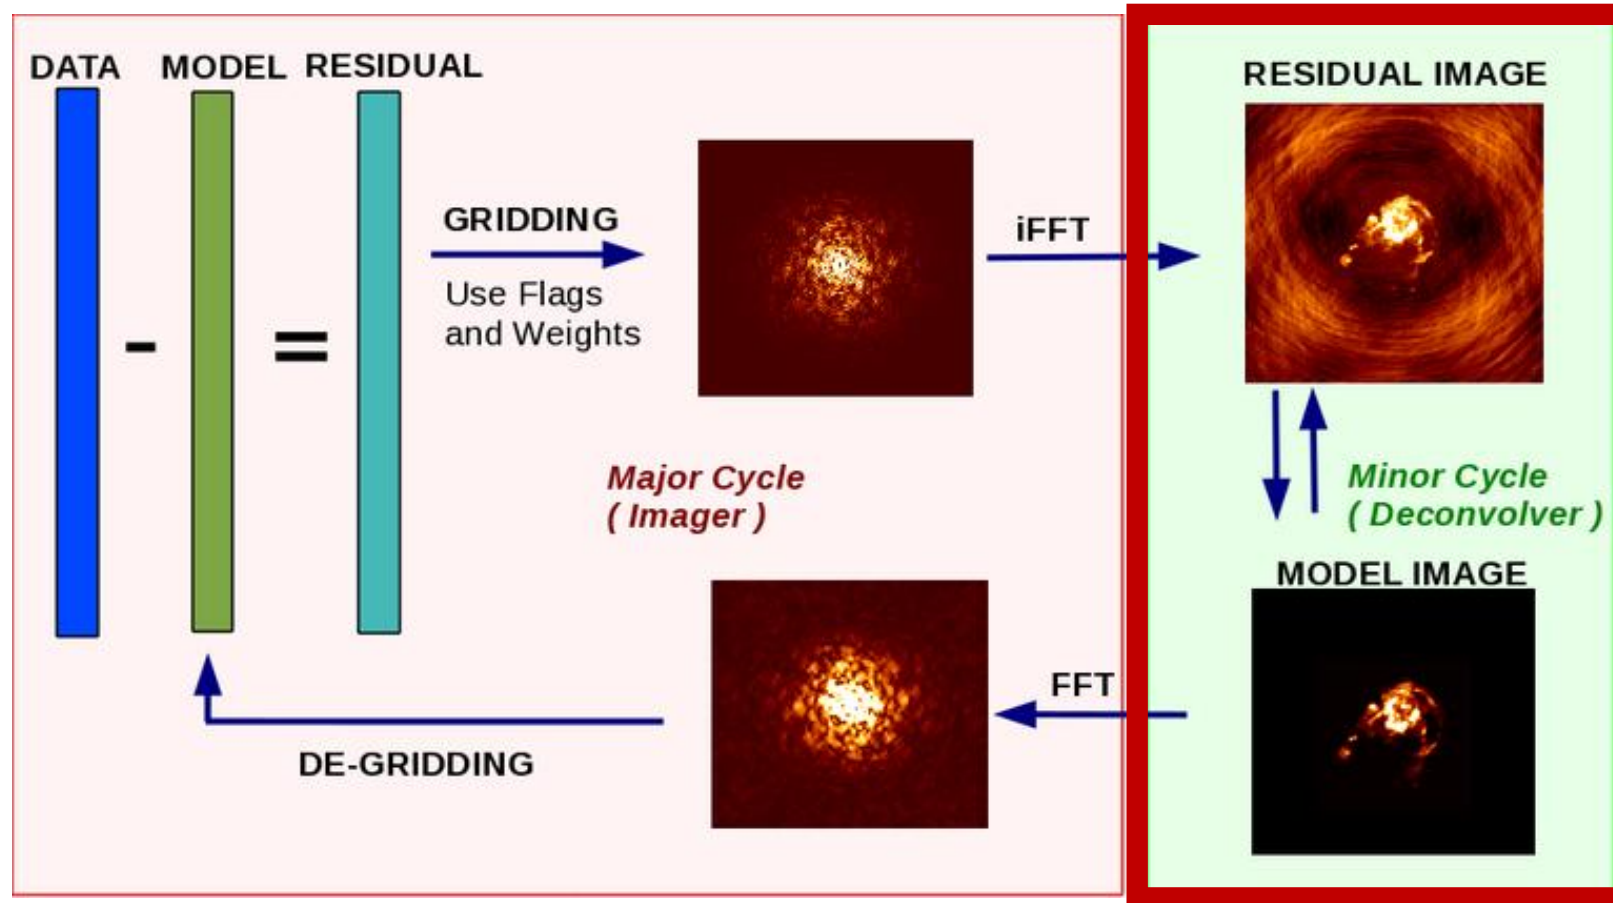 DATA MODEL RESIDUAL
RESIDUAL IMAGE
GRIDDING
Use Flags
and Weights
iFFT
-
=
Major Cycle
( Imager )
Minor Cycle
( Deconvolver )
MODEL IMAGE
FFT
DE-GRIDDING